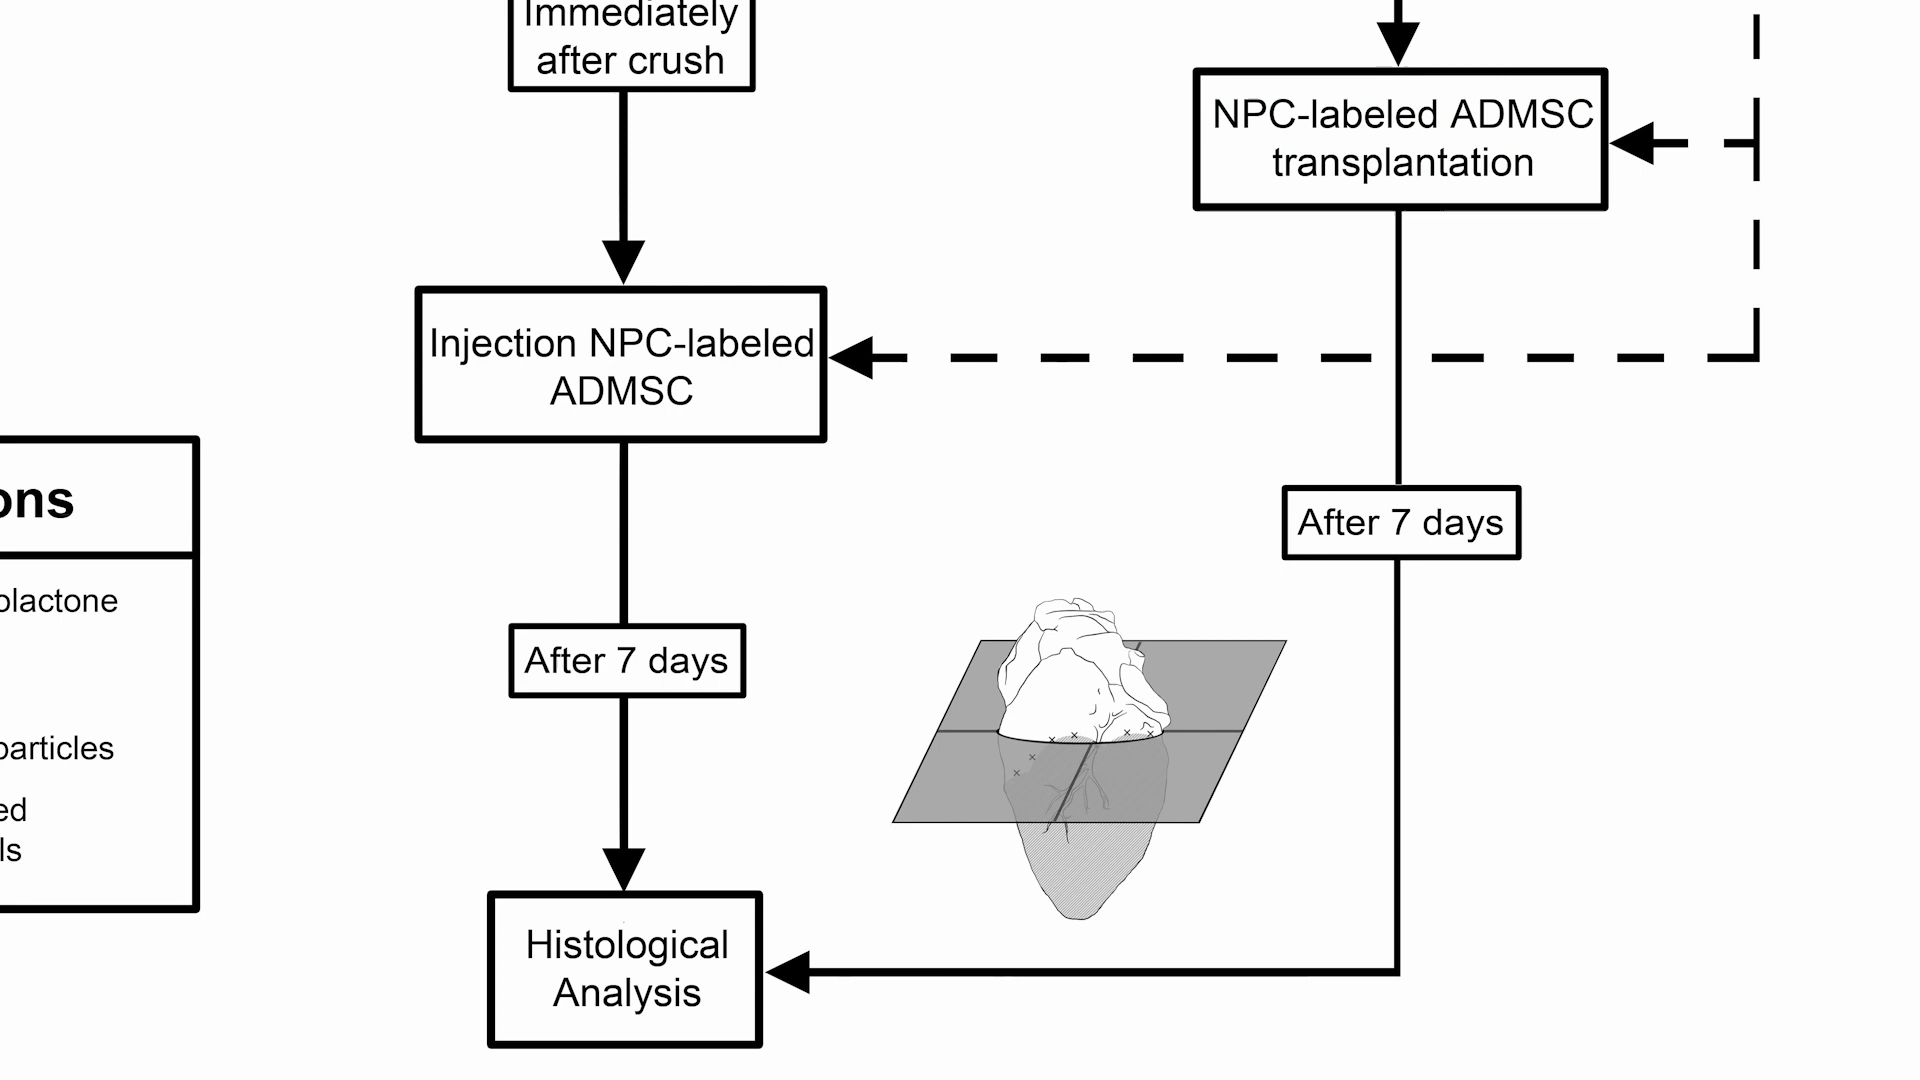 Immediately
after crush
NPC-labeled ADMSC
transplantation
Injection NPC-labeled
ADMSC
After 7 days
After 7 days
Histological
Analysis
ons
olactone
particles
ed
ls